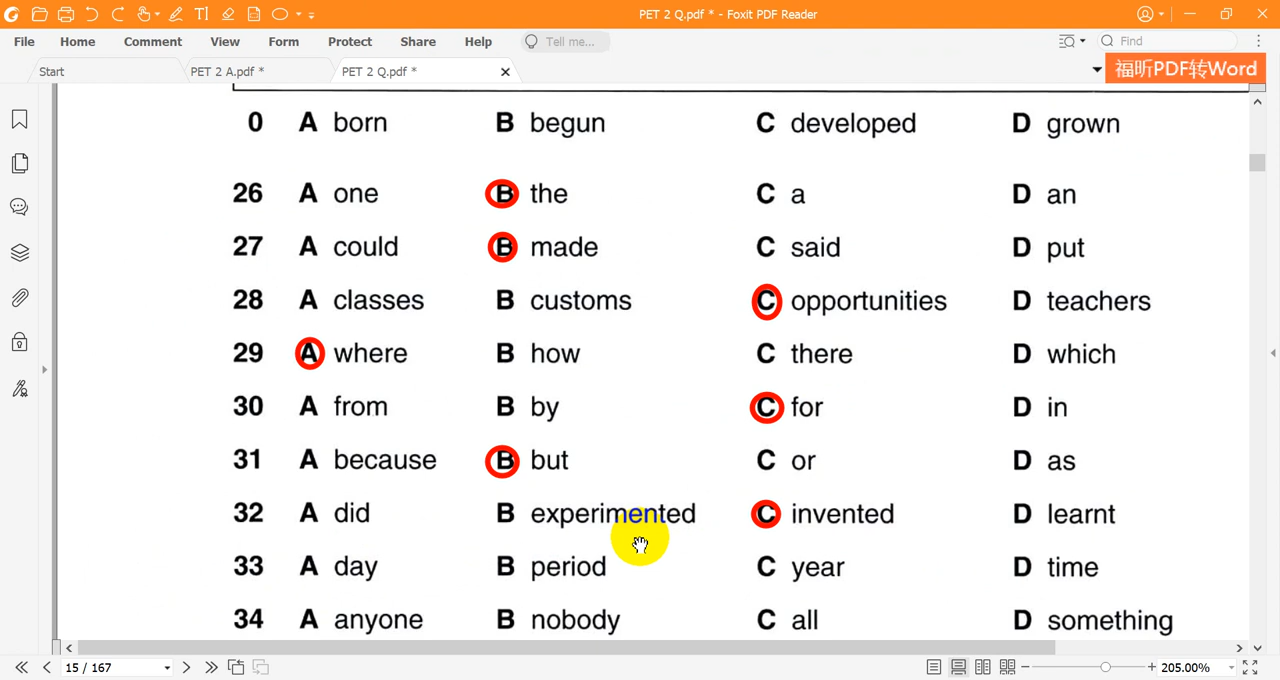 PET 2 Q.pdf * - Foxit PDF Reader
File Home Comment View Form Protect Share Help Tell me... Find
Start PET 2 A.pdf * PET 2 Q.pdf * 福昕PDF转Word
0 A born B begun C developed D grown
26 A one B the C a D an
27 A could B made C said D put
28 A classes B customs C opportunities D teachers
29 A where B how C there D which
30 A from B by C for D in
31 A because B but C or D as
32 A did B experimented C invented D learnt
33 A day B period C year D time
34 A anyone B nobody C all D something
15 / 167 205.00%